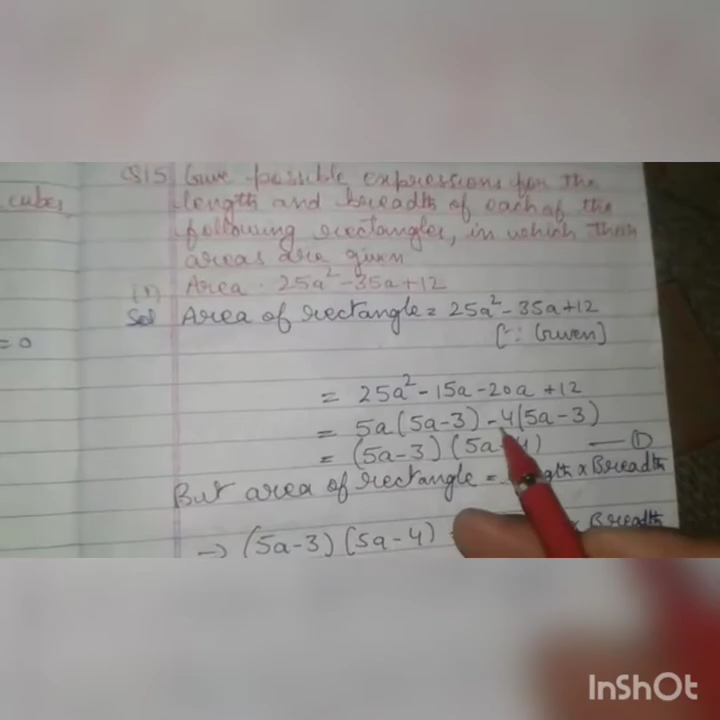 cubes
= 0
Q15 Give possible expressions for the
length and breadth of each of the
following rectangles, in which their
areas are given
(i) Area . 25a² - 35a + 12
Sol Area of rectangle = 25a² - 35a + 12
[∵ Given]
= 25a² - 15a - 20a + 12
= 5a(5a-3) - 4(5a-3)
= (5a-3) (5a-4) — ①
But area of rectangle = Length x Breadth
→ (5a-3) (5a-4) x Breadth
InShOt